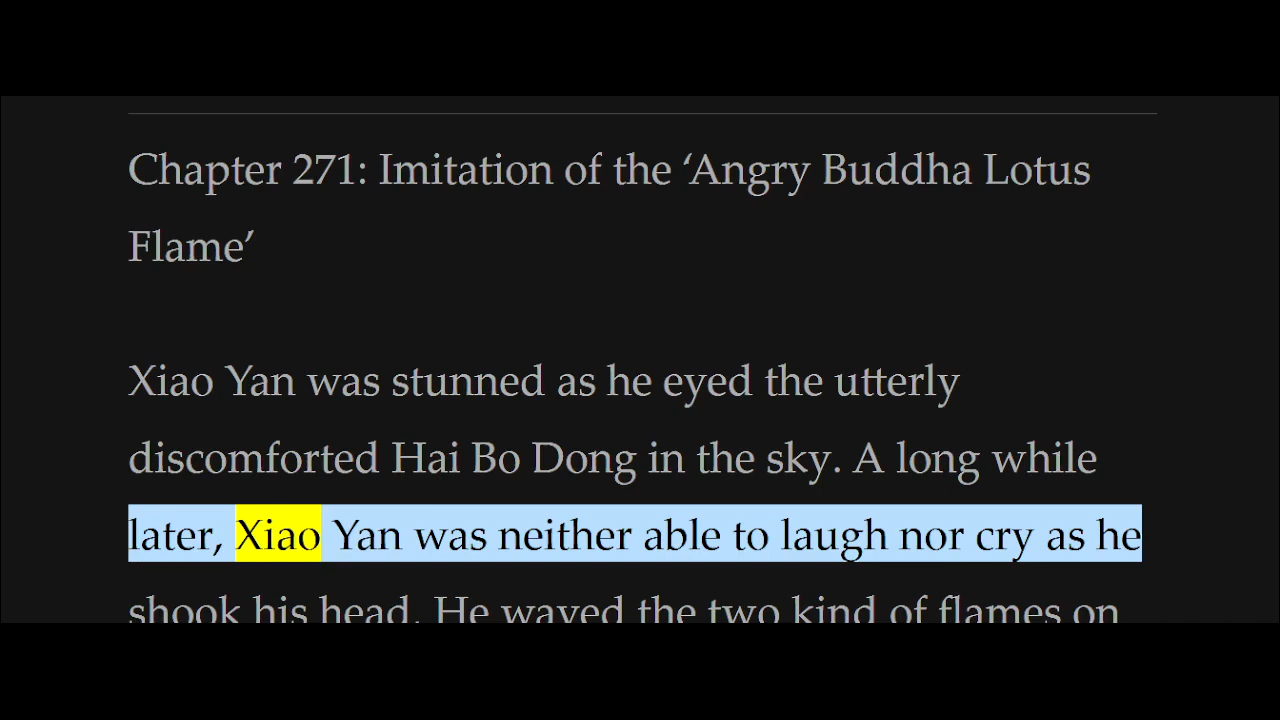 Chapter 271: Imitation of the ‘Angry Buddha Lotus
Flame’
Xiao Yan was stunned as he eyed the utterly
discomforted Hai Bo Dong in the sky. A long while
later, Xiao Yan was neither able to laugh nor cry as he
shook his head. He waved the two kind of flames on